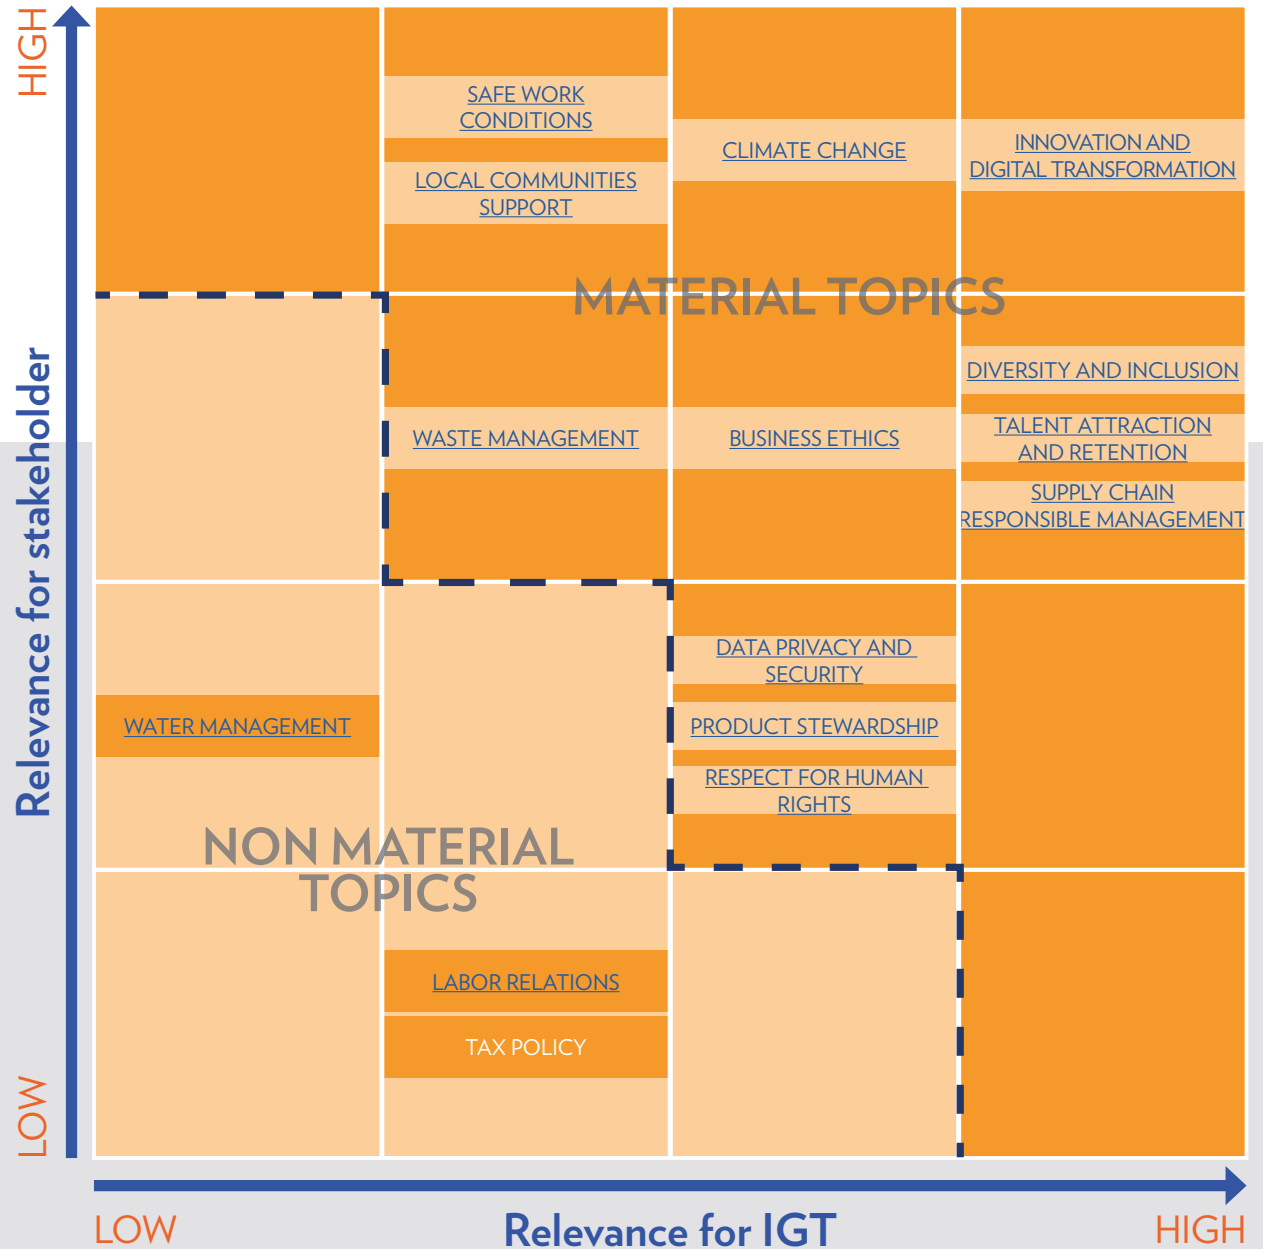 HIGH
SAFE WORK
CONDITIONS
LOCAL COMMUNITIES
SUPPORT
CLIMATE CHANGE
INNOVATION AND
DIGITAL TRANSFORMATION
MATERIAL TOPICS
Relevance for stakeholder
WASTE MANAGEMENT
BUSINESS ETHICS
DIVERSITY AND INCLUSION
TALENT ATTRACTION
AND RETENTION
SUPPLY CHAIN
RESPONSIBLE MANAGEMENT
WATER MANAGEMENT
DATA PRIVACY AND
SECURITY
PRODUCT STEWARDSHIP
RESPECT FOR HUMAN
RIGHTS
NON MATERIAL
TOPICS
LABOR RELATIONS
TAX POLICY
LOW
LOW
Relevance for IGT
HIGH